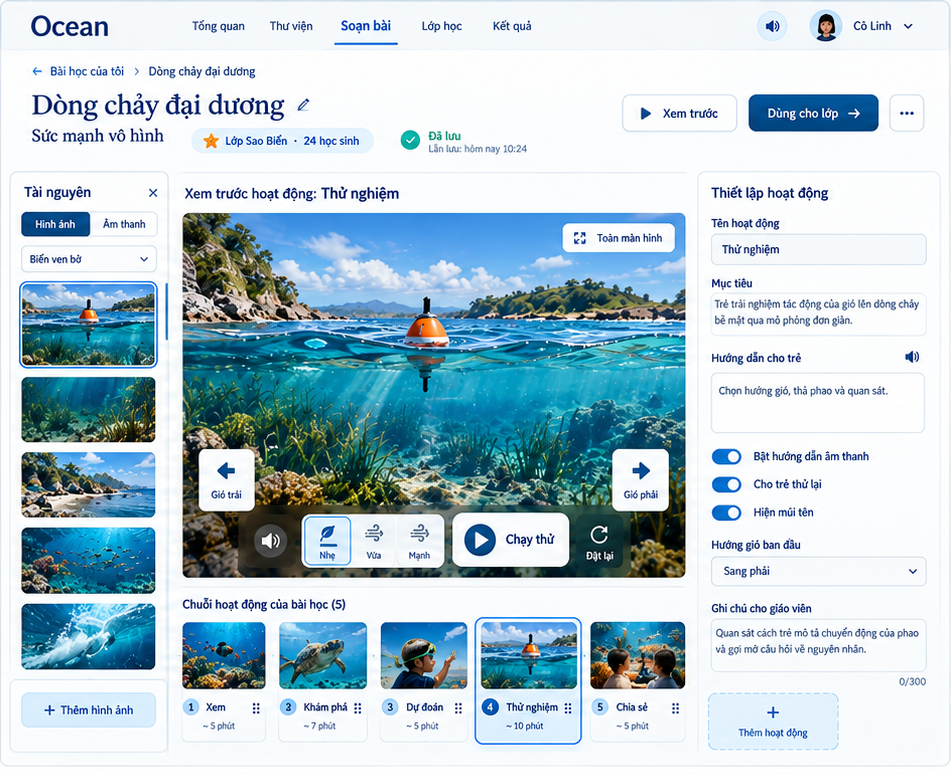 Ocean
Tổng quan
Thư viện
Soạn bài
Lớp học
Kết quả
Cô Linh
Bài học của tôi
Dòng chảy đại dương
Dòng chảy đại dương
Sức mạnh vô hình
Lớp Sao Biển · 24 học sinh
Đã lưu
Lần lưu: hôm nay 10:24
Xem trước
Dùng cho lớp
Tài nguyên
Hình ảnh
Âm thanh
Biển ven bờ
Thêm hình ảnh
Xem trước hoạt động: Thử nghiệm
Toàn màn hình
Gió trái
Gió phải
Nhẹ
Vừa
Mạnh
Chạy thử
Đặt lại
Chuỗi hoạt động của bài học (5)
1 Xem
~ 5 phút
2 Khám phá
~ 7 phút
3 Dự đoán
~ 5 phút
4 Thử nghiệm
~ 10 phút
5 Chia sẻ
~ 5 phút
Thiết lập hoạt động
Tên hoạt động
Thử nghiệm
Mục tiêu
Trẻ trải nghiệm tác động của gió lên dòng chảy
bề mặt qua mô phỏng đơn giản.
Hướng dẫn cho trẻ
Chọn hướng gió, thả phao và quan sát.
Bật hướng dẫn âm thanh
Cho trẻ thử lại
Hiện mũi tên
Hướng gió ban đầu
Sang phải
Ghi chú cho giáo viên
Quan sát cách trẻ mô tả chuyển động của phao
và gợi mở câu hỏi về nguyên nhân.
0/300
Thêm hoạt động